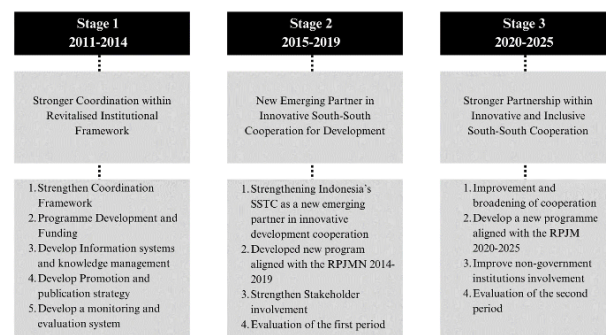 Stage 1
2011-2014
Stronger Coordination within
Revitalised Institutional
Framework
1. Strengthen Coordination
Framework
2. Programme Development and
Funding
3. Develop Information systems
and knowledge management
4. Develop Promotion and
publication strategy
5. Develop a monitoring and
evaluation system
Stage 2
2015-2019
New Emerging Partner in
Innovative South-South
Cooperation for Development
1. Strengthening Indonesia's
SSTC as a new emerging
partner in innovative
development cooperation
2. Developed new program
aligned with the RPJMN 2014-
2019
3. Strengthen Stakeholder
involvement
4. Evaluation of the first period
Stage 3
2020-2025
Stronger Partnership within
Innovative and Inclusive
South-South Cooperation
1. Improvement and
broadening of cooperation
2. Develop a new programme
aligned with the RPJM
2020-2025
3. Improve non-government
institutions involvement
4. Evaluation of the second
period